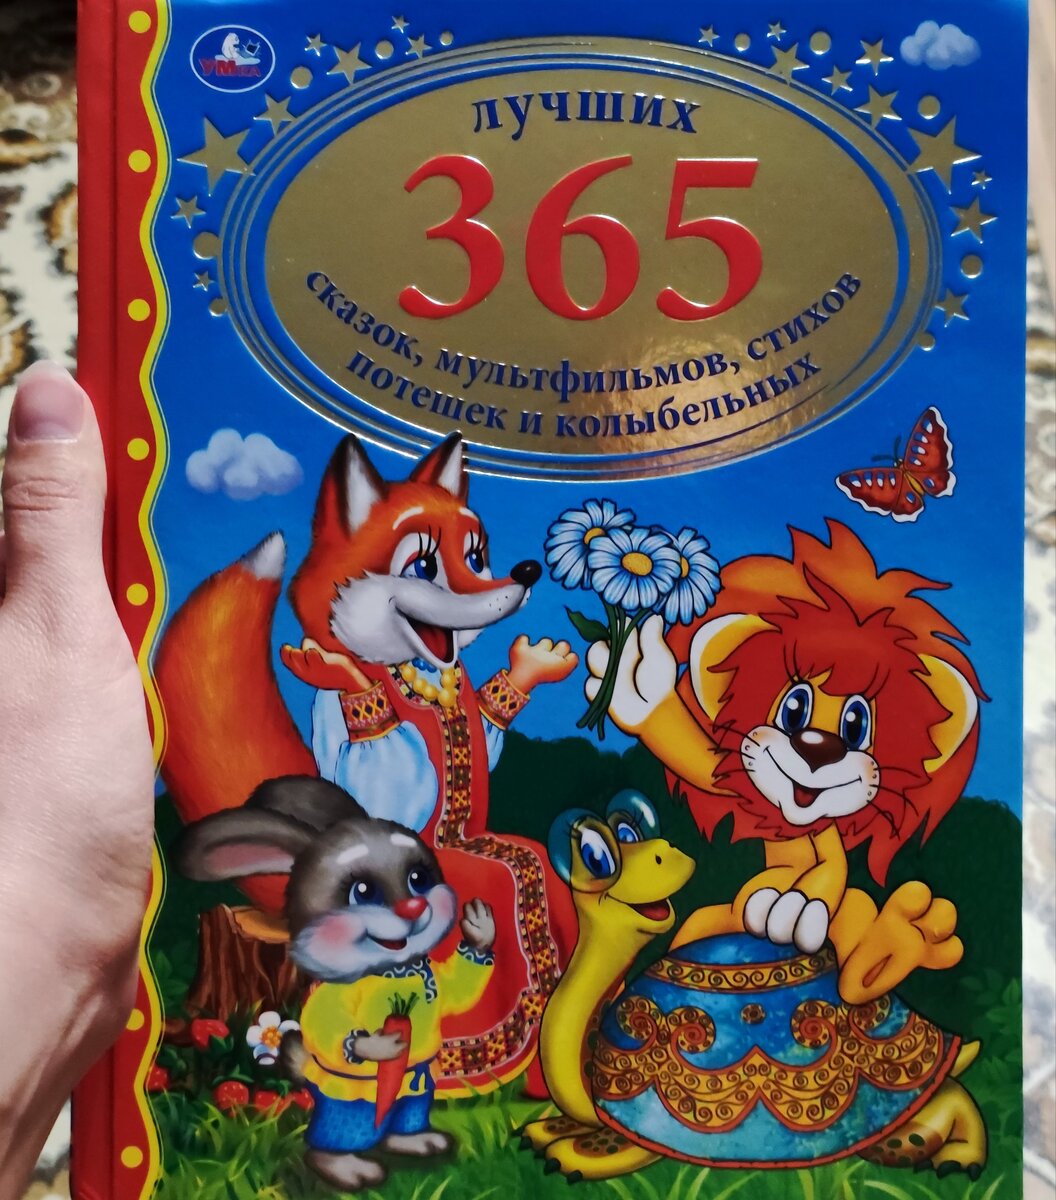 УМка
лучших
365
сказок, мультфильмов, стихов
потешек и колыбельных